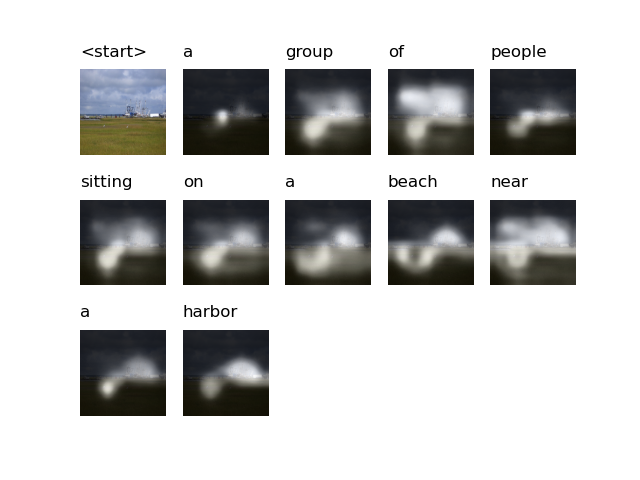 <start> a group of people
sitting on a beach near
a harbor